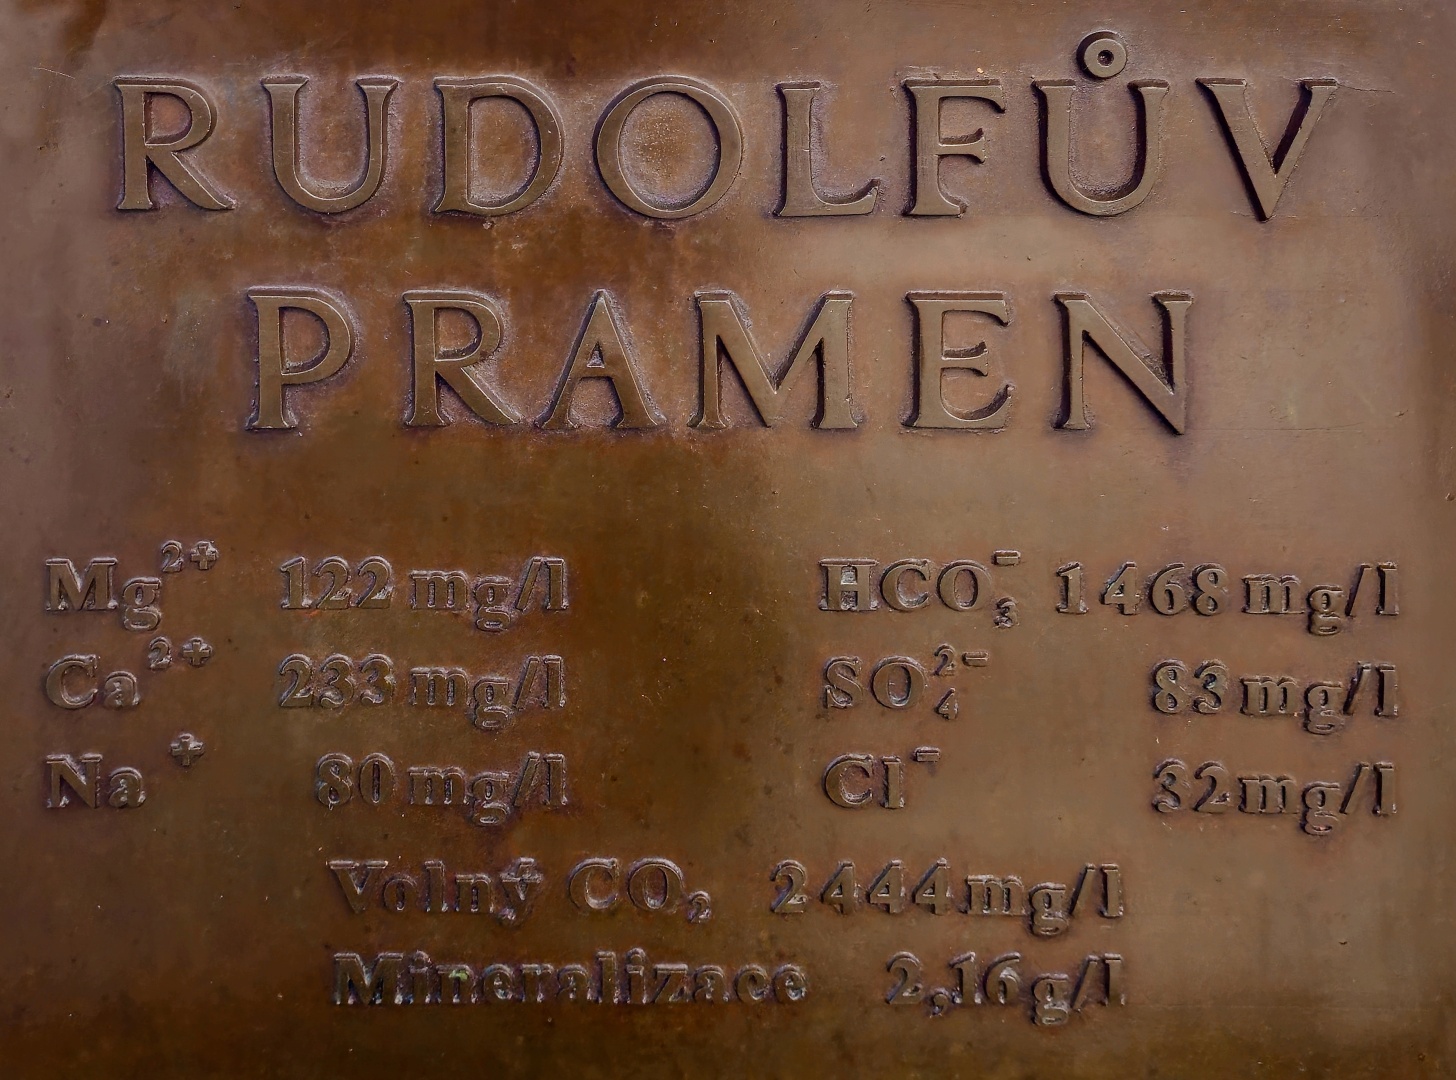 RUDOLFŮV
PRAMEN
Mg²⁺ 122 mg/l HCO₃⁻ 1468 mg/l
Ca²⁺ 233 mg/l SO₄²⁻ 83 mg/l
Na⁺ 80 mg/l Cl⁻ 32 mg/l
Volný CO₂ 2444 mg/l
Mineralizace 2,16 g/l